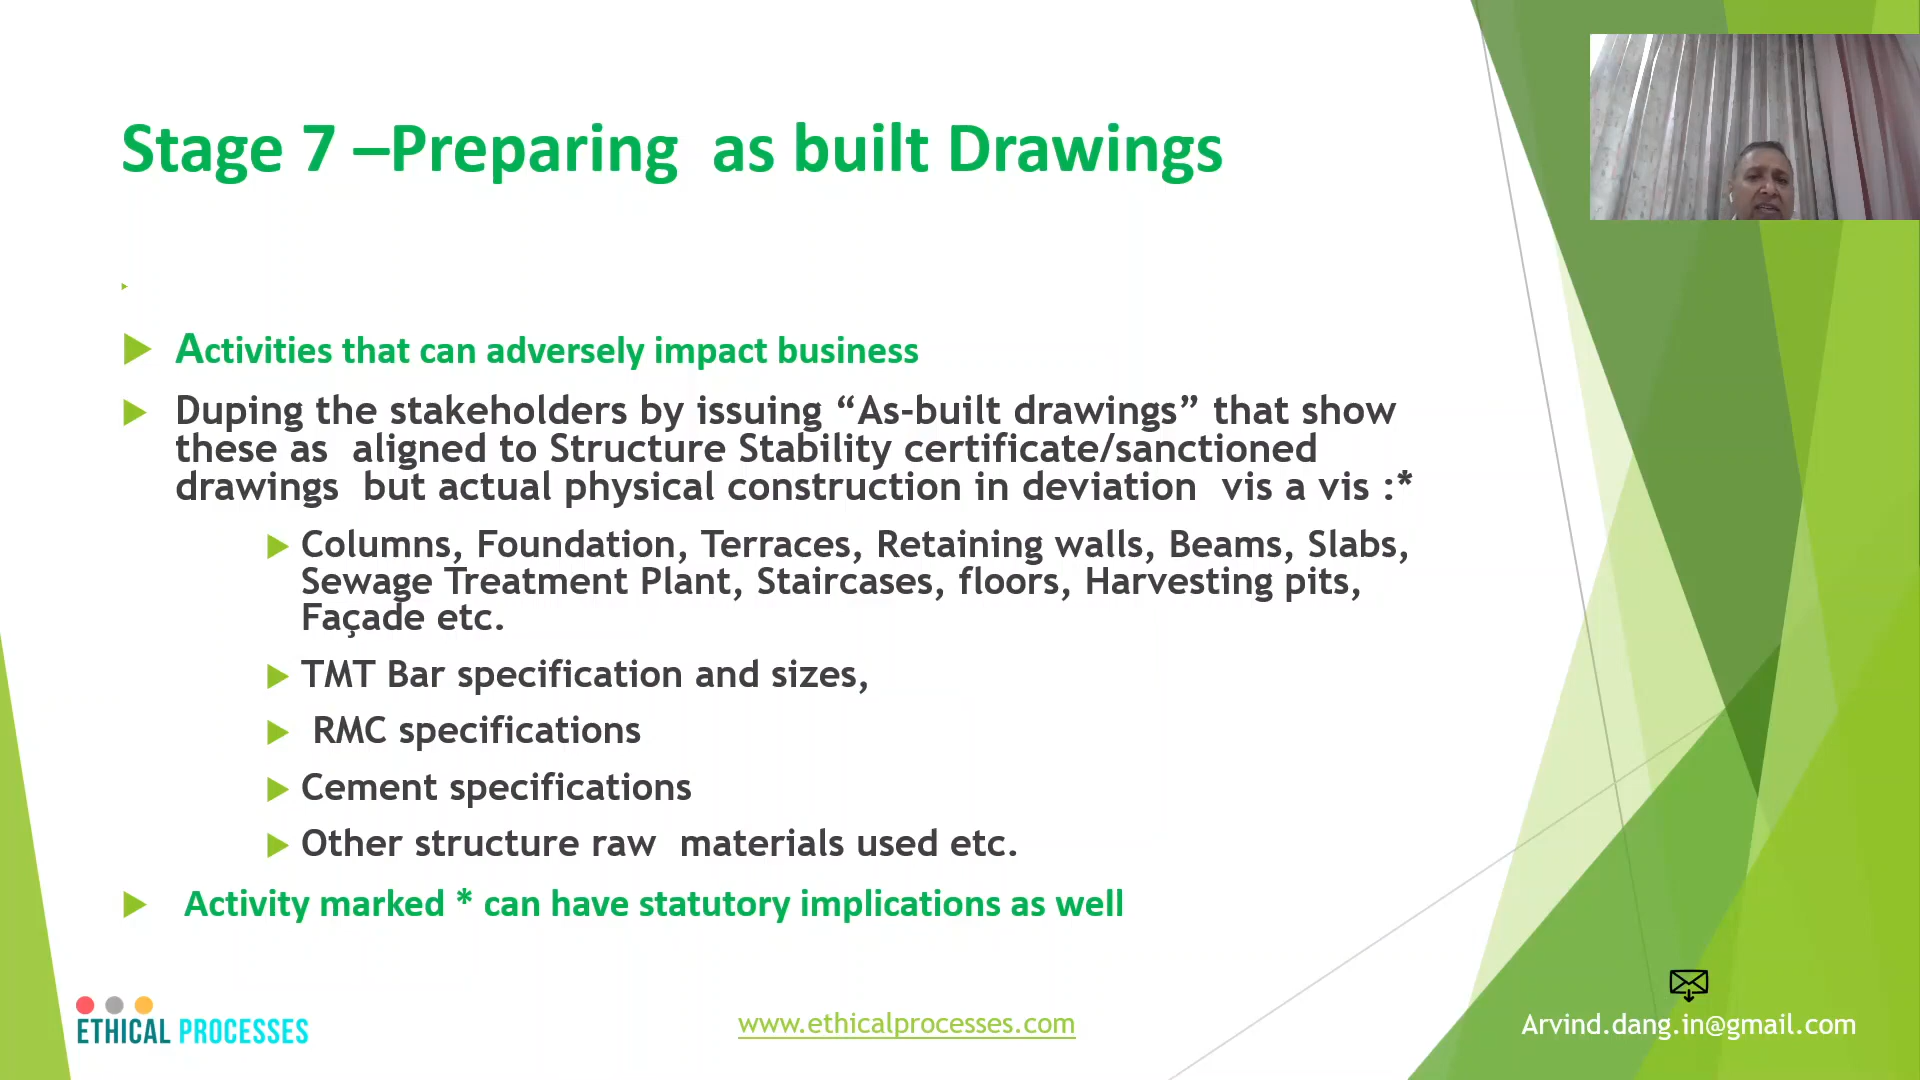 Stage 7 –Preparing  as built Drawings
Activities that can adversely impact business
Duping the stakeholders by issuing “As-built drawings” that show
these as  aligned to Structure Stability certificate/sanctioned
drawings  but actual physical construction in deviation  vis a vis :*
Columns, Foundation, Terraces, Retaining walls, Beams, Slabs,
Sewage Treatment Plant, Staircases, floors, Harvesting pits,
Façade etc.
TMT Bar specification and sizes,
RMC specifications
Cement specifications
Other structure raw  materials used etc.
Activity marked * can have statutory implications as well
ETHICAL PROCESSES
www.ethicalprocesses.com
Arvind.dang.in@gmail.com